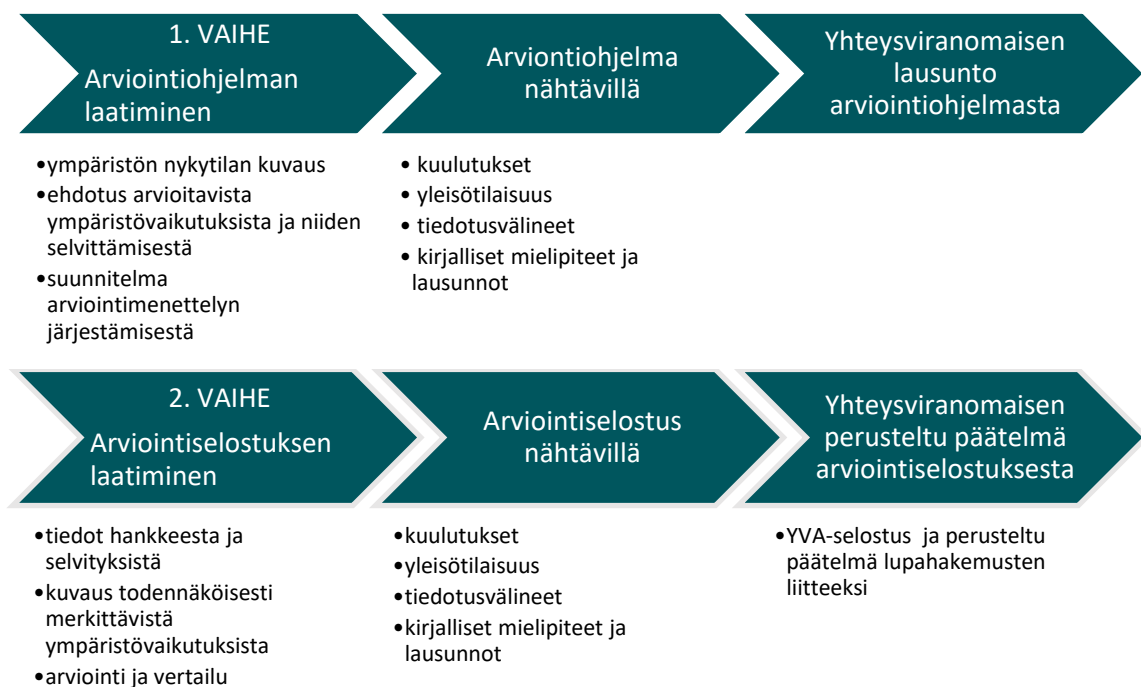 1. VAIHE
Arviointiohjelman
laatiminen
Arviontiohjelma
nähtävillä
Yhteysviranomaisen
lausunto
arviointiohjelmasta
•ympäristön nykytilan kuvaus
•ehdotus arvioitavista
ympäristövaikutuksista ja niiden
selvittämisestä
•suunnitelma
arviointimenettelyn
järjestämisestä
• kuulutukset
• yleisötilaisuus
• tiedotusvälineet
• kirjalliset mielipiteet ja
lausunnot
2. VAIHE
Arviointiselostuksen
laatiminen
Arviointiselostus
nähtävillä
Yhteysviranomaisen
perusteltu päätelmä
arviointiselostuksesta
•tiedot hankkeesta ja
selvityksistä
•kuvaus todennäköisesti
merkittävistä
ympäristövaikutuksista
•arviointi ja vertailu
•kuulutukset
•yleisötilaisuus
•tiedotusvälineet
•kirjalliset mielipiteet ja
lausunnot
•YVA-selostus ja perusteltu
päätelmä lupahakemusten
liitteeksi